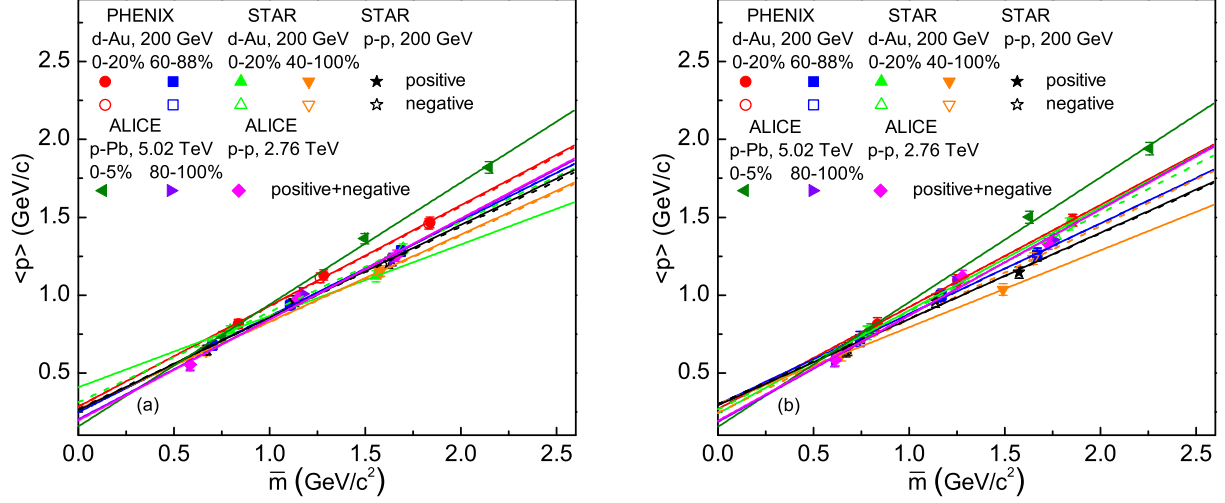 PHENIX STAR STAR
d-Au, 200 GeV d-Au, 200 GeV p-p, 200 GeV
0-20% 60-88% 0-20% 40-100%
positive
negative
ALICE ALICE
p-Pb, 5.02 TeV p-p, 2.76 TeV
0-5% 80-100%
positive+negative
2.0
1.5
1.0
0.5
<p> (GeV/c)
(a)
0.0 0.5 1.0 1.5 2.0 2.5
m̅ (GeV/c²)
PHENIX STAR STAR
d-Au, 200 GeV d-Au, 200 GeV p-p, 200 GeV
0-20% 60-88% 0-20% 40-100%
positive
negative
ALICE ALICE
p-Pb, 5.02 TeV p-p, 2.76 TeV
0-5% 80-100%
positive+negative
2.0
1.5
1.0
0.5
<p> (GeV/c)
(b)
0.0 0.5 1.0 1.5 2.0 2.5
m̅ (GeV/c²)